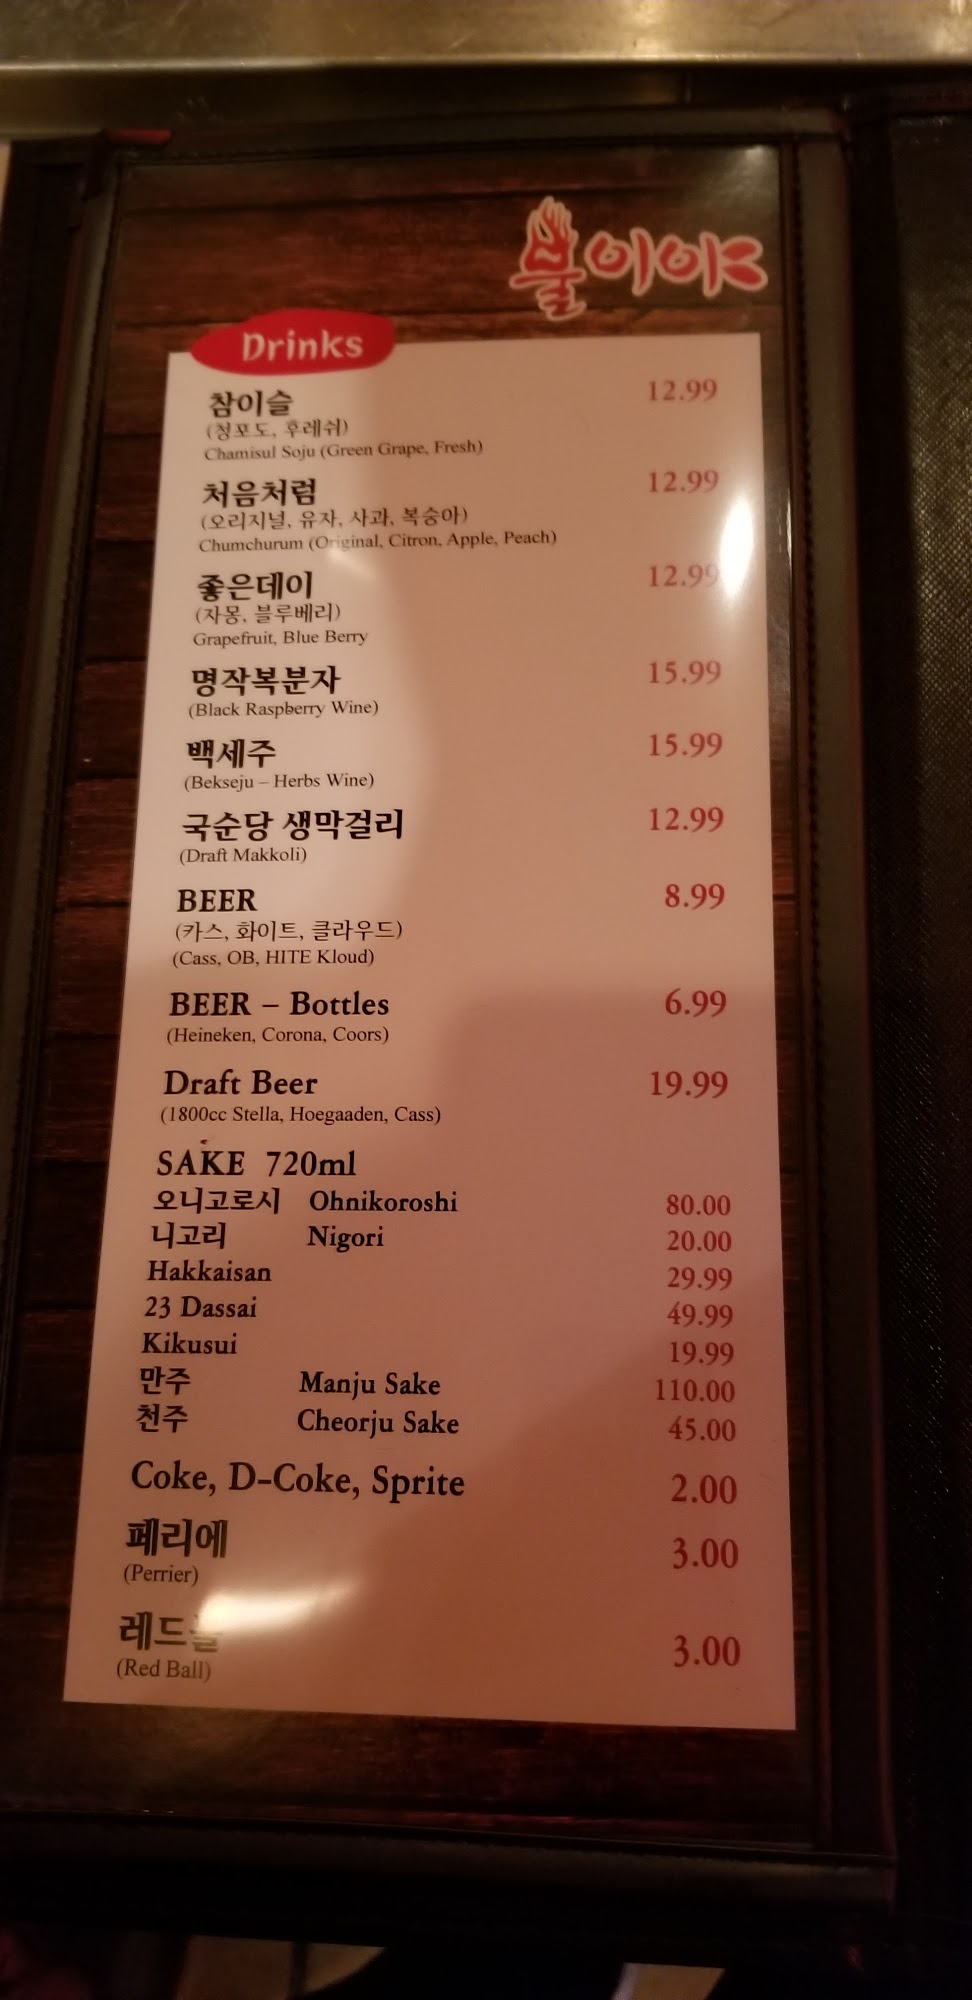 불이야
Drinks
참이슬 12.99
(청포도, 후레쉬)
Chamisul Soju (Green Grape, Fresh)
처음처럼 12.99
(오리지널, 유자, 사과, 복숭아)
Chumchurum (Original, Citron, Apple, Peach)
좋은데이 12.99
(자몽, 블루베리)
Grapefruit, Blue Berry
명작복분자 15.99
(Black Raspberry Wine)
백세주 15.99
(Bekseju – Herbs Wine)
국순당 생막걸리 12.99
(Draft Makkoli)
BEER 8.99
(카스, 화이트, 클라우드)
(Cass, OB, HITE Kloud)
BEER – Bottles 6.99
(Heineken, Corona, Coors)
Draft Beer 19.99
(1800cc Stella, Hoegaaden, Cass)
SAKE 720ml
오니고로시 Ohnikoroshi 80.00
니고리 Nigori 20.00
Hakkaisan 29.99
23 Dassai 49.99
Kikusui 19.99
만주 Manju Sake 110.00
천주 Cheorju Sake 45.00
Coke, D-Coke, Sprite 2.00
페리에 3.00
(Perrier)
레드불 3.00
(Red Ball)